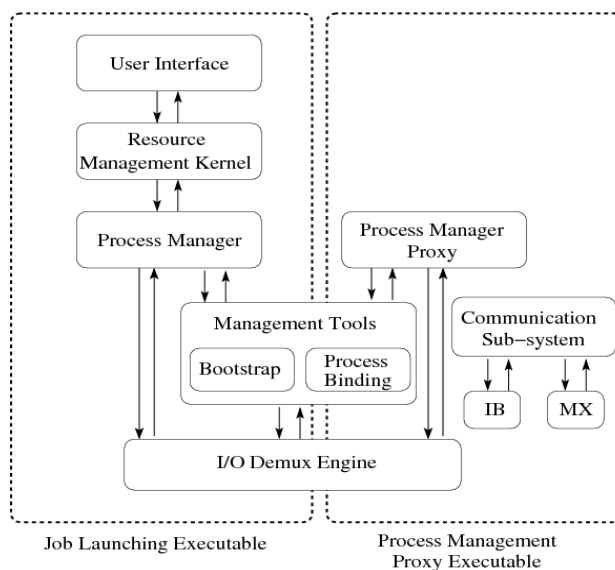 User Interface
Resource
Management Kernel
Process Manager
Process Manager
Proxy
Management Tools
Bootstrap
Process
Binding
Communication
Sub-system
IB
MX
I/O Demux Engine
Job Launching Executable
Process Management
Proxy Executable